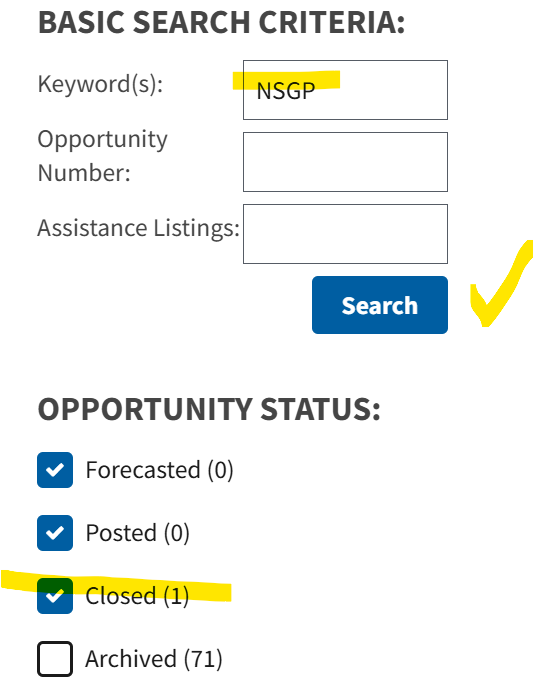 BASIC SEARCH CRITERIA:
Keyword(s):
NSGP
Opportunity
Number:
Assistance Listings:
Search
OPPORTUNITY STATUS:
Forecasted (0)
Posted (0)
Closed (1)
Archived (71)